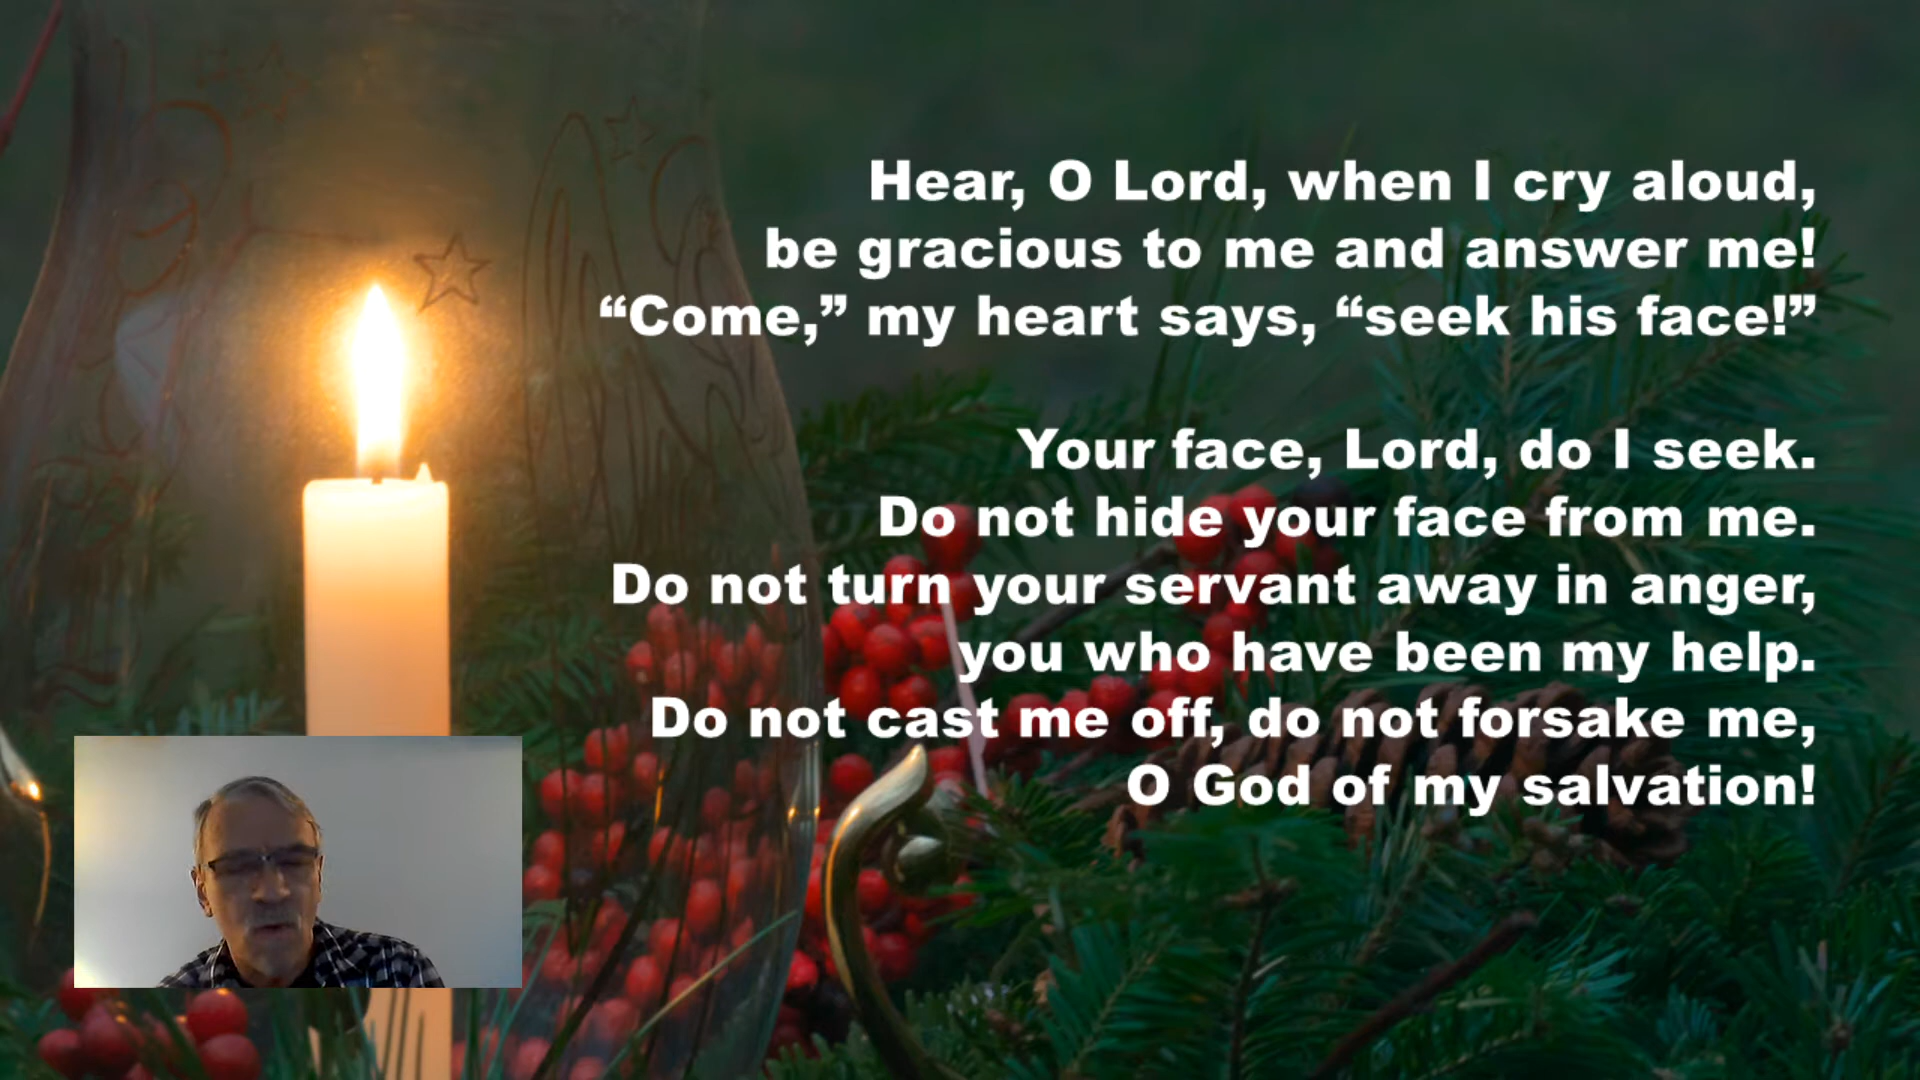 Hear, O Lord, when I cry aloud,
be gracious to me and answer me!
“Come,” my heart says, “seek his face!”
Your face, Lord, do I seek.
Do not hide your face from me.
Do not turn your servant away in anger,
you who have been my help.
Do not cast me off, do not forsake me,
O God of my salvation!